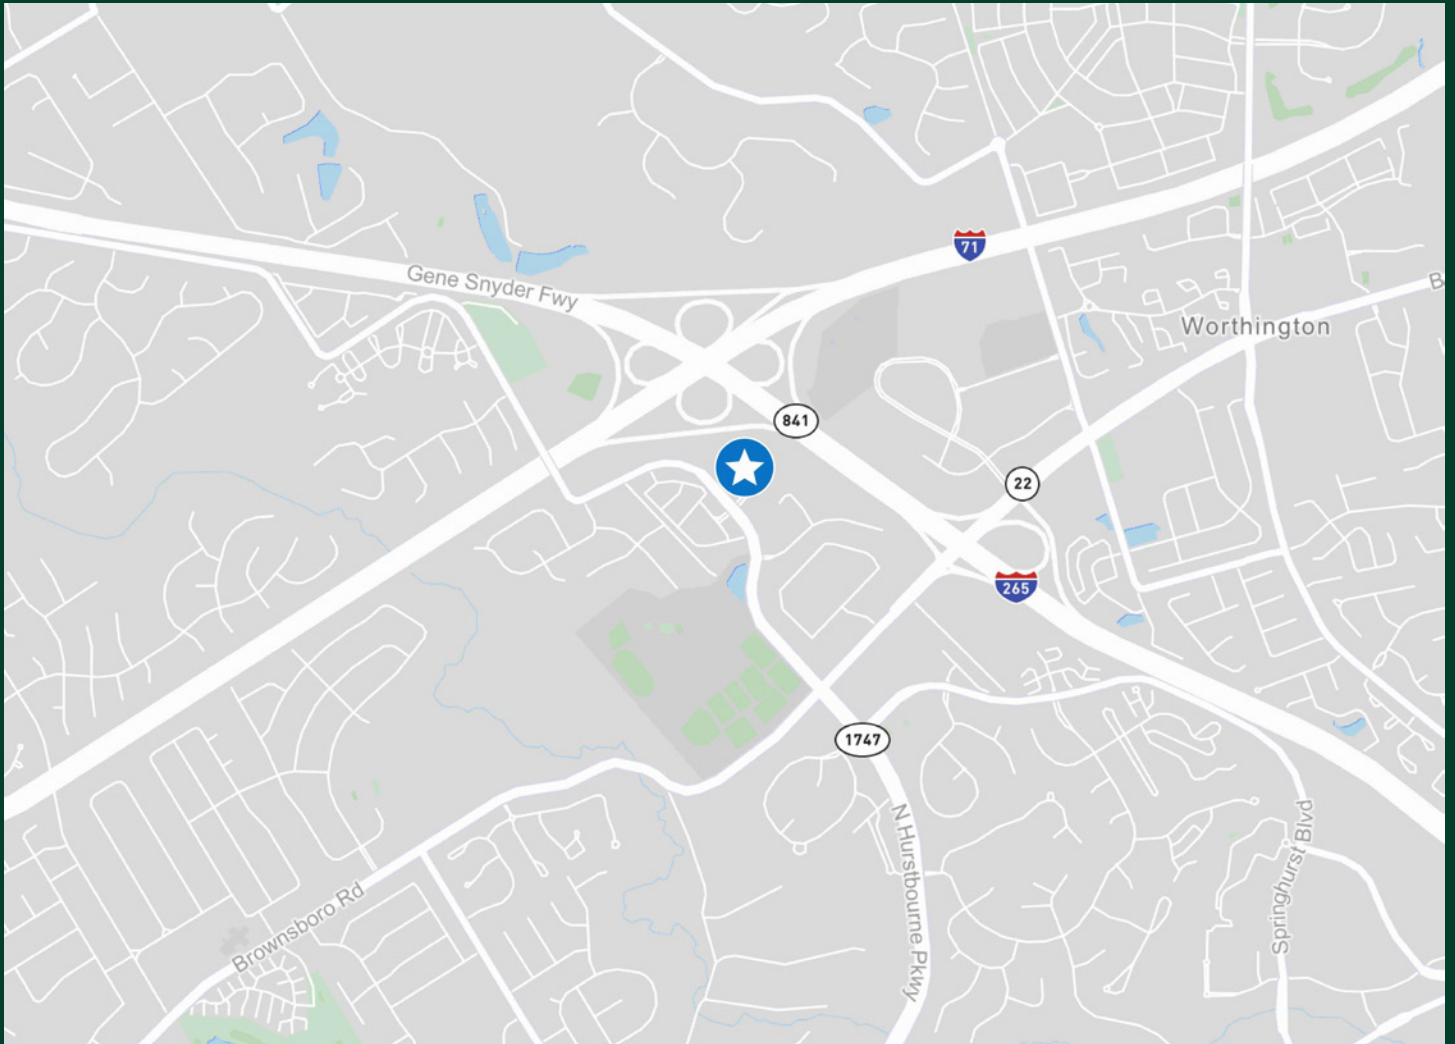 71
Gene Snyder Fwy
Worthington
841
22
265
1747
N Hurstbourne Pkwy
Springhurst Blvd
Brownsboro Rd